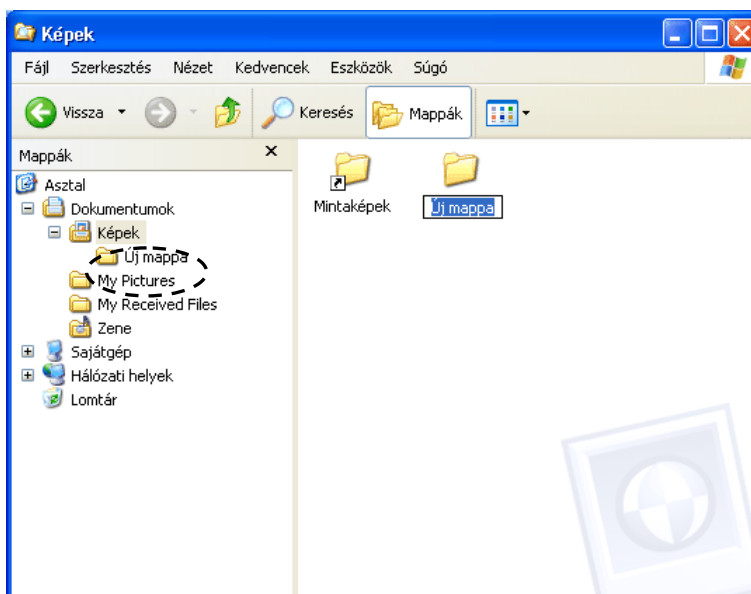 Képek
Fájl Szerkesztés Nézet Kedvencek Eszközök Súgó
Vissza Keresés Mappák
Mappák
Asztal
Dokumentumok
Képek
Új mappa
My Pictures
My Received Files
Zene
Sajátgép
Hálózati helyek
Lomtár
Mintaképek Új mappa